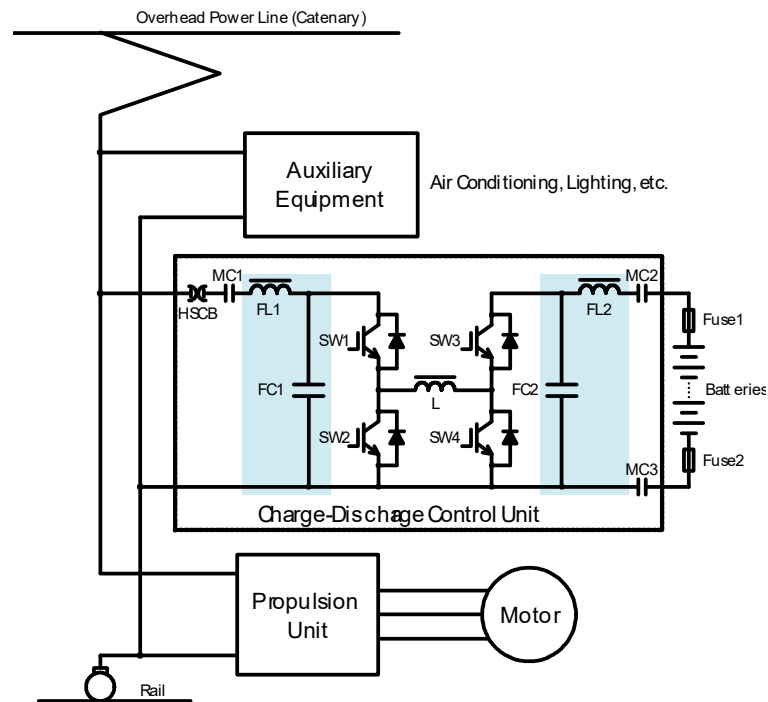 Overhead Power Line (Catenary)
Auxiliary
Equipment
Air Conditioning, Lighting, etc.
MC1
HSCB
FL1
FC1
SW1
SW2
L
SW3
SW4
FC2
FL2
MC2
MC3
Fuse1
Batteries
Fuse2
Charge-Discharge Control Unit
Propulsion
Unit
Motor
Rail